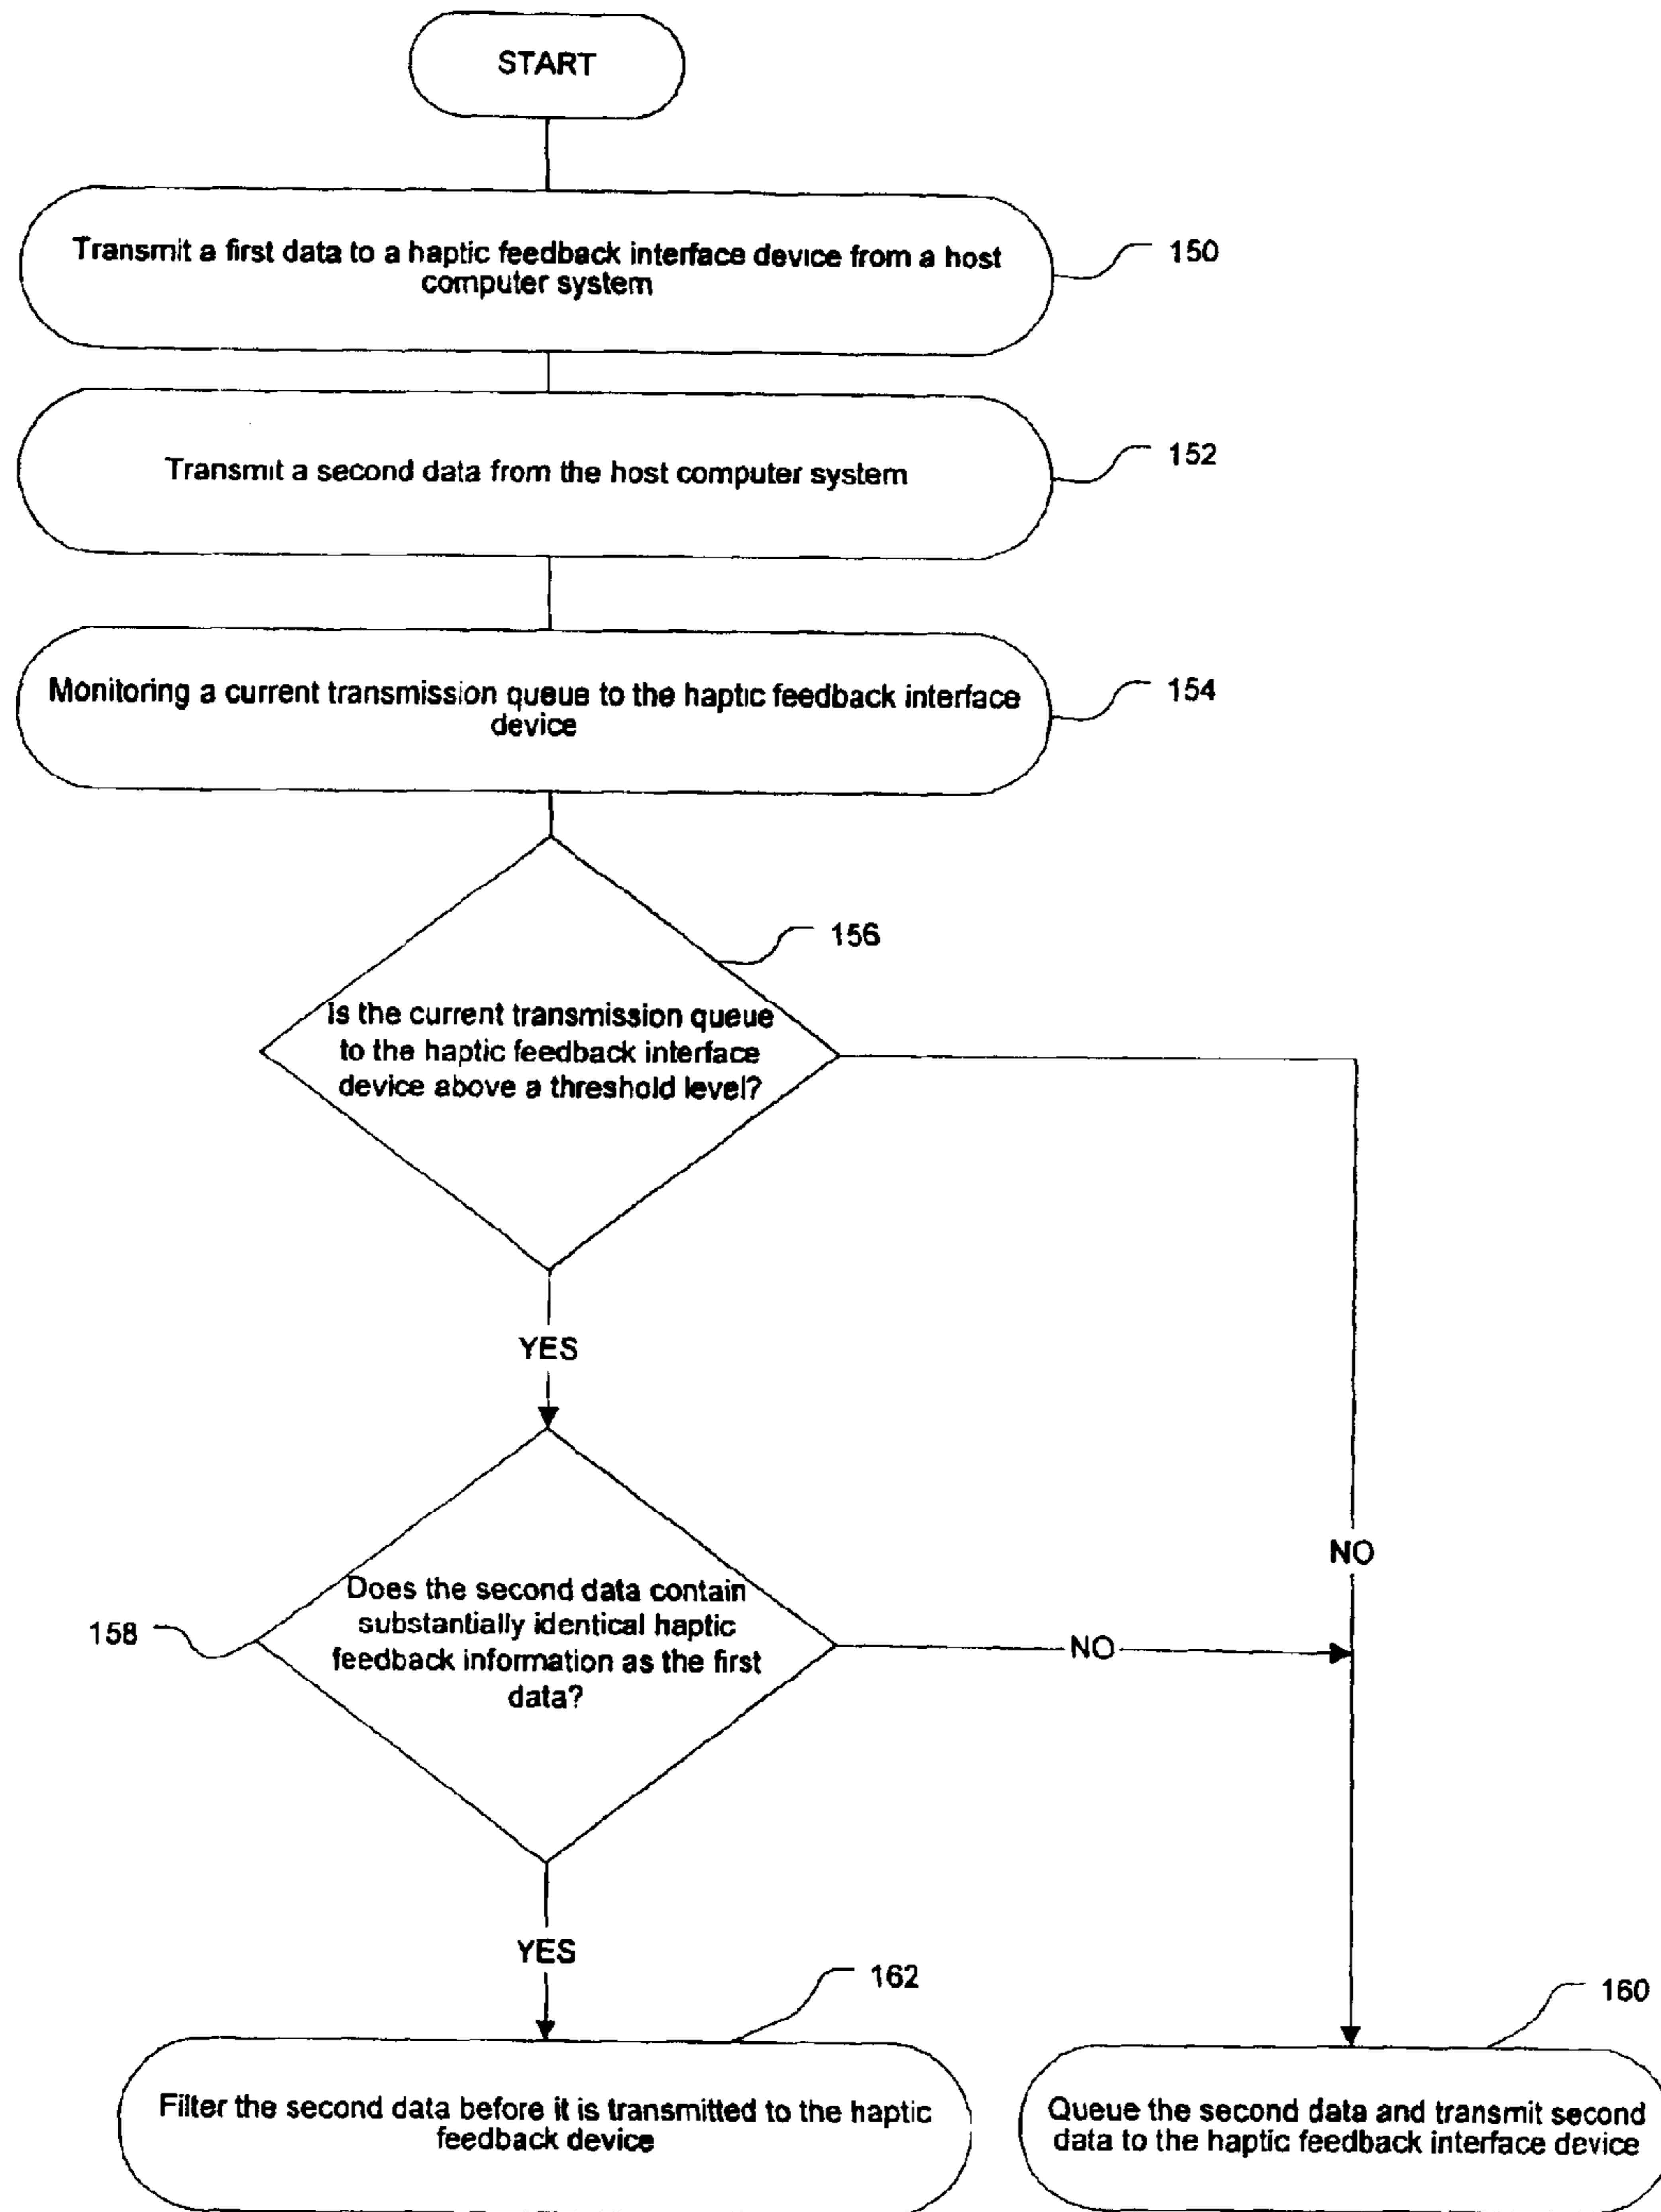 START
Transmit a first data to a haptic feedback interface device from a host
computer system
150
Transmit a second data from the host computer system
152
Monitoring a current transmission queue to the haptic feedback interface
device
154
156
Is the current transmission queue
to the haptic feedback interface
device above a threshold level?
YES
NO
Does the second data contain
substantially identical haptic
feedback information as the first
data?
158
NO
YES
162
160
Filter the second data before it is transmitted to the haptic
feedback device
Queue the second data and transmit second
data to the haptic feedback interface device